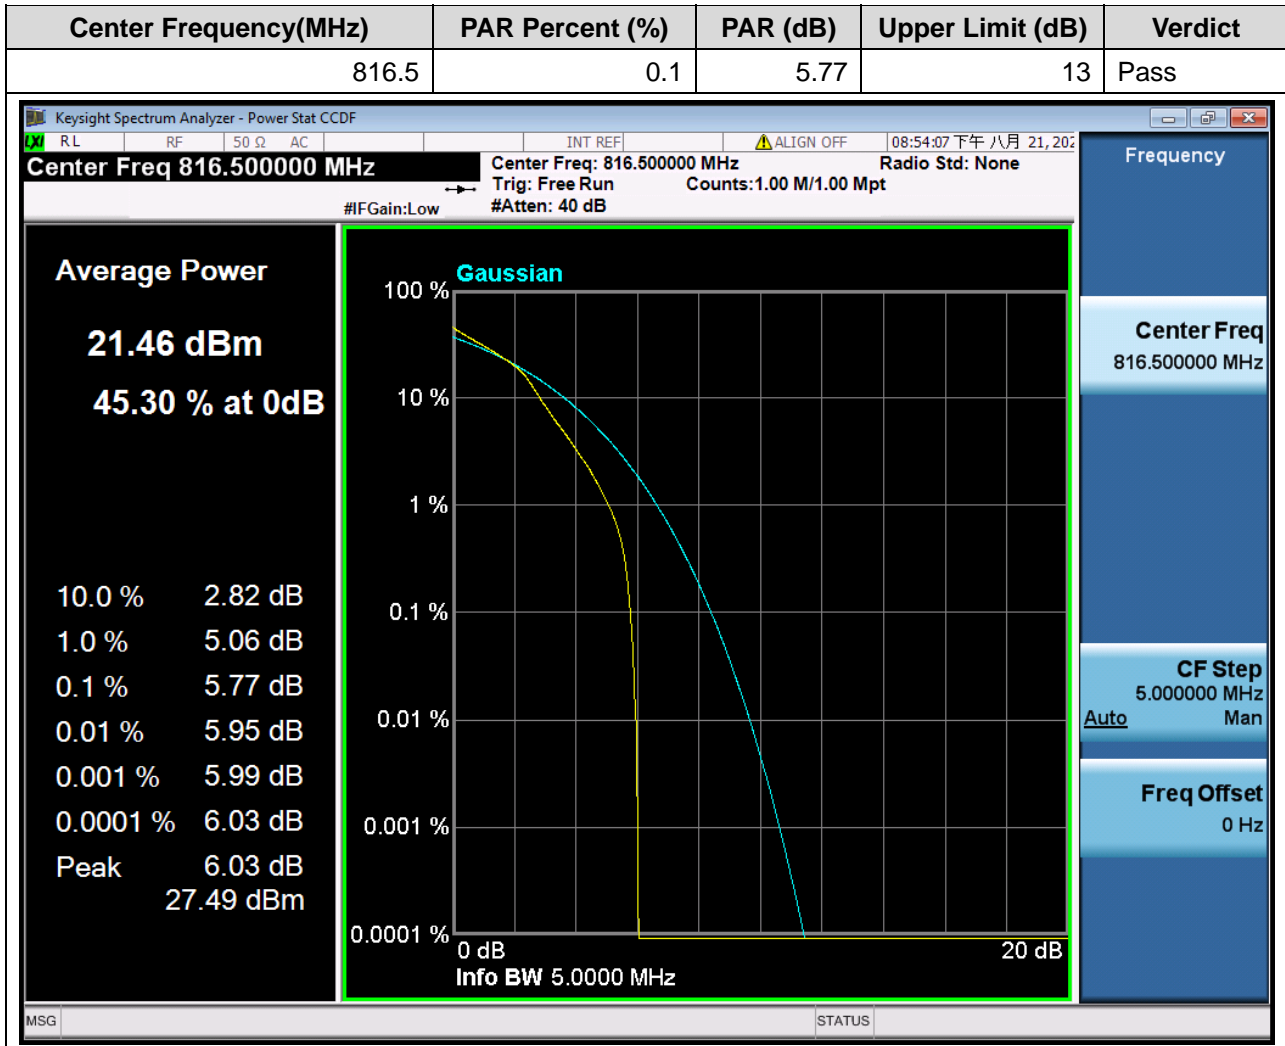 Center Frequency(MHz) PAR Percent (%) PAR (dB) Upper Limit (dB) Verdict
816.5 0.1 5.77 13 Pass
Keysight Spectrum Analyzer - Power Stat CCDF
LXI RL RF 50 Ω AC INT REF ALIGN OFF 08:54:07 下午 八月 21, 202
Center Freq 816.500000 MHz
Center Freq: 816.500000 MHz Radio Std: None
Trig: Free Run Counts:1.00 M/1.00 Mpt
#IFGain:Low #Atten: 40 dB
Average Power
21.46 dBm
45.30 % at 0dB
10.0 % 2.82 dB
1.0 % 5.06 dB
0.1 % 5.77 dB
0.01 % 5.95 dB
0.001 % 5.99 dB
0.0001 % 6.03 dB
Peak 6.03 dB
27.49 dBm
Gaussian
100 %
10 %
1 %
0.1 %
0.01 %
0.001 %
0.0001 %
0 dB 20 dB
Info BW 5.0000 MHz
Frequency
Center Freq
816.500000 MHz
CF Step
5.000000 MHz
Auto Man
Freq Offset
0 Hz
MSG STATUS